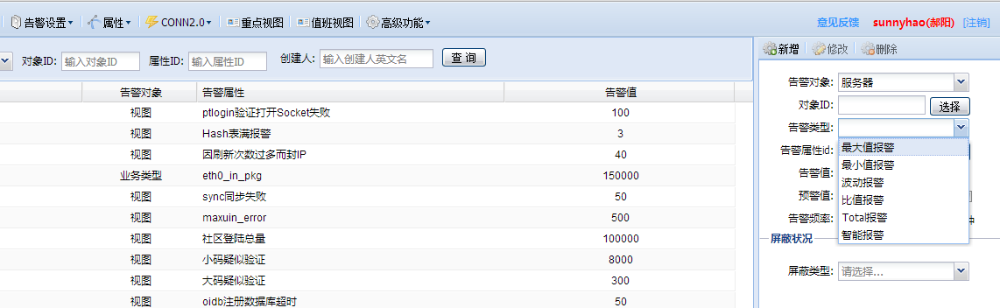 告警设置 属性 CONN2.0 重点视图 值班视图 高级功能 意见反馈 sunnyhao(郝阳) [注销]
对象ID: 输入对象ID 属性ID: 输入属性ID 创建人: 输入创建人英文名 查 询
告警对象 告警属性 告警值
视图 ptlogin验证打开Socket失败 100
视图 Hash表满报警 3
视图 因刷新次数过多而封IP 40
业务类型 eth0_in_pkg 150000
视图 sync同步失败 50
视图 maxuin_error 500
视图 社区登陆总量 100000
视图 小码疑似验证 8000
视图 大码疑似验证 300
视图 oidb注册数据库超时 50
新增 修改 删除
告警对象: 服务器
对象ID: 选择
告警类型:
最大值报警
最小值报警
波动报警
比值报警
Total报警
智能报警
告警属性id:
告警值:
预警值:
告警频率: 钟
屏蔽状况
屏蔽类型: 请选择...